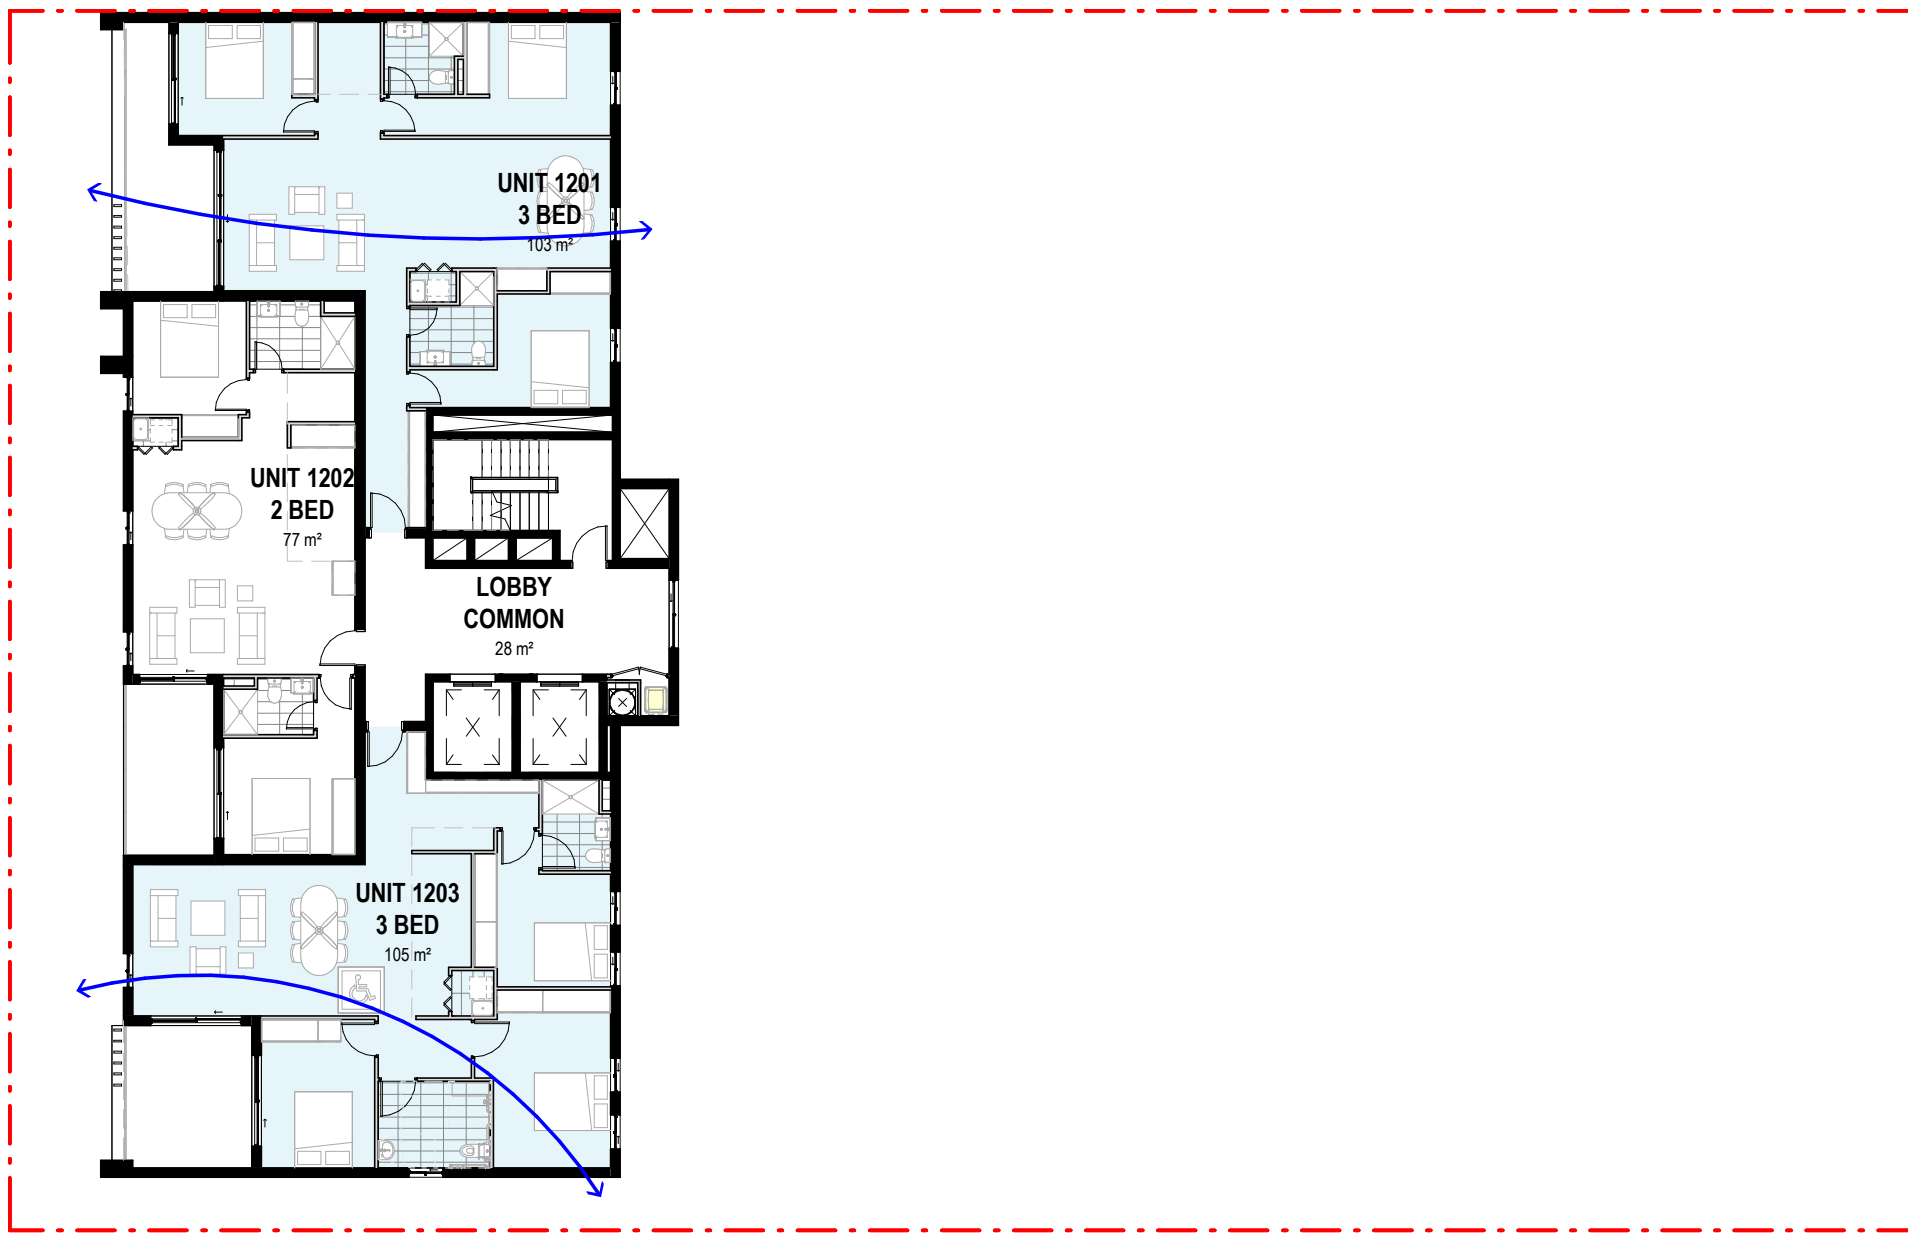 UNIT 1201
3 BED
103 m²
UNIT 1202
2 BED
77 m²
LOBBY
COMMON
28 m²
UNIT 1203
3 BED
105 m²